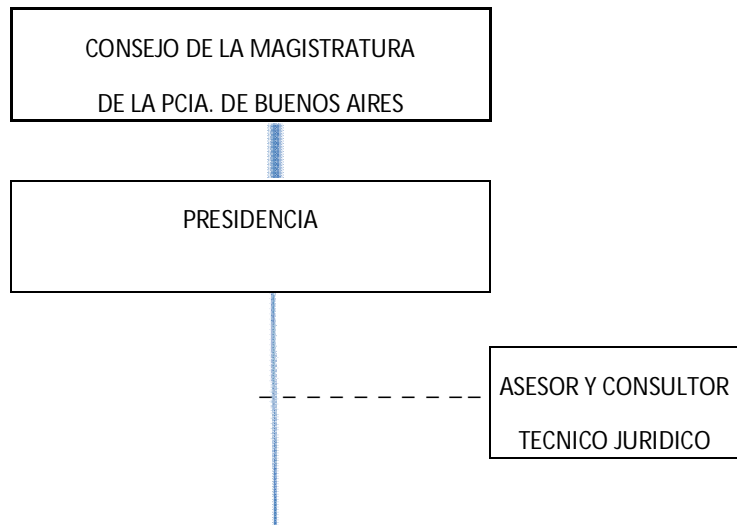 CONSEJO DE LA MAGISTRATURA
DE LA PCIA. DE BUENOS AIRES
PRESIDENCIA
ASESOR Y CONSULTOR
TECNICO JURIDICO